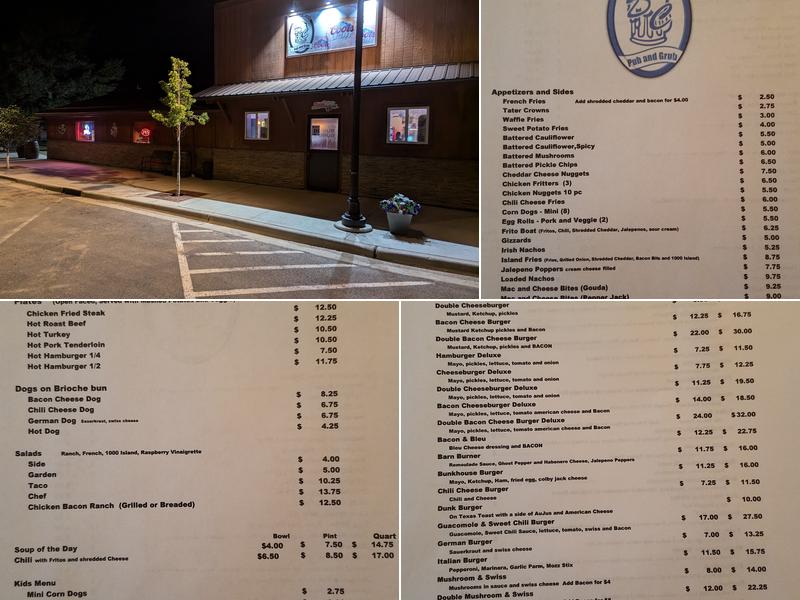 Coors
Pub and Grub
Appetizers and Sides
French Fries Add shredded cheddar and bacon for $4.00 $ 2.50
Tater Crowns $ 2.75
Waffle Fries $ 3.00
Sweet Potato Fries $ 4.00
Battered Cauliflower $ 5.50
Battered Cauliflower,Spicy $ 5.00
Battered Mushrooms $ 6.00
Battered Pickle Chips $ 6.50
Cheddar Cheese Nuggets $ 7.50
Chicken Fritters (3) $ 6.50
Chicken Nuggets 10 pc $ 5.50
Chili Cheese Fries $ 6.00
Corn Dogs - Mini (8) $ 5.50
Egg Rolls - Pork and Veggie (2) $ 5.50
Frito Boat (Fritos, Chili, Shredded Cheddar, Jalapenos, sour cream) $ 6.25
Gizzards $ 5.00
Irish Nachos $ 5.25
Island Fries (Fries, Grilled Onion, Shredded Cheddar, Bacon Bits and 1000 Island) $ 8.75
Jalapeno Poppers cream cheese filled $ 7.75
Loaded Nachos $ 9.75
Mac and Cheese Bites (Gouda) $ 9.25
Mac and Cheese Bites (Pepper Jack) $ 9.00
Plates (Open Faced, Served with Mashed Potatoes and
Chicken Fried Steak $ 12.50
Hot Roast Beef $ 12.25
Hot Turkey $ 10.50
Hot Pork Tenderloin $ 10.50
Hot Hamburger 1/4 $ 7.50
Hot Hamburger 1/2 $ 11.75
Dogs on Brioche bun
Bacon Cheese Dog $ 8.25
Chili Cheese Dog $ 6.75
German Dog Sauerkraut, swiss cheese $ 6.75
Hot Dog $ 4.25
Salads Ranch, French, 1000 Island, Raspberry Vinaigrette
Side $ 4.00
Garden $ 5.00
Taco $ 10.25
Chef $ 13.75
Chicken Bacon Ranch (Grilled or Breaded) $ 12.50
Bowl Pint Quart
Soup of the Day $4.00 $ 7.50 $ 14.75
Chili with Fritos and shredded Cheese $6.50 $ 8.50 $ 17.00
Kids Menu
Mini Corn Dogs $ 2.75
Double Cheeseburger
Mustard, Ketchup, pickles $ 12.25 $ 16.75
Bacon Cheese Burger
Mustard Ketchup pickles and Bacon $ 22.00 $ 30.00
Double Bacon Cheese Burger
Mustard, Ketchup, pickles and BACON $ 7.25 $ 11.50
Hamburger Deluxe
Mayo, pickles, lettuce, tomato and onion $ 7.75 $ 12.25
Cheeseburger Deluxe
Mayo, pickles, lettuce, tomato and onion $ 11.25 $ 19.50
Double Cheeseburger Deluxe
Mayo, pickles, lettuce, tomato and onion $ 14.00 $ 18.50
Bacon Cheeseburger Deluxe
Mayo, pickles, lettuce, tomato american cheese and Bacon $ 24.00 $32.00
Double Bacon Cheese Burger Deluxe
Mayo, pickles, lettuce, tomato american cheese and Bacon $ 12.25 $ 22.75
Bacon & Bleu
Bleu Cheese dressing and BACON $ 11.75 $ 16.00
Barn Burner
Remoulade Sauce, Ghost Pepper and Habenero Cheese, Jalepeno Peppers $ 11.25 $ 16.00
Bunkhouse Burger
Mayo, Ketchup, Ham, fried egg, colby jack cheese $ 7.25 $ 11.50
Chili Cheese Burger
Chili and Cheese $ 10.00
Dunk Burger
On Texas Toast with a side of AuJus and American Cheese $ 17.00 $ 27.50
Guacomole & Sweet Chili Burger
Guacomole, Sweet Chili Sauce, lettuce, tomato, swiss and Bacon $ 7.00 $ 13.25
German Burger
Sauerkraut and swiss cheese $ 11.50 $ 15.75
Italian Burger
Pepperoni, Marinera, Garlic Parm, Mozz Stix $ 8.00 $ 14.00
Mushroom & Swiss
Mushrooms in sauce and swiss cheese Add Bacon for $4 $ 12.00 $ 22.25
Double Mushroom & Swiss